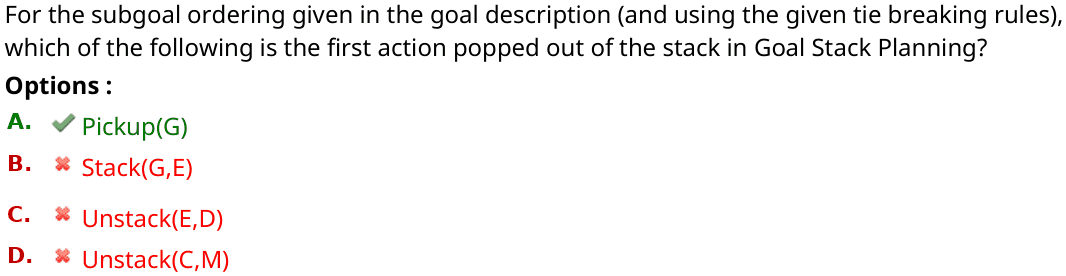 For the subgoal ordering given in the goal description (and using the given tie breaking rules),
which of the following is the first action popped out of the stack in Goal Stack Planning?
Options :
A. Pickup(G)
B. Stack(G,E)
C. Unstack(E,D)
D. Unstack(C,M)